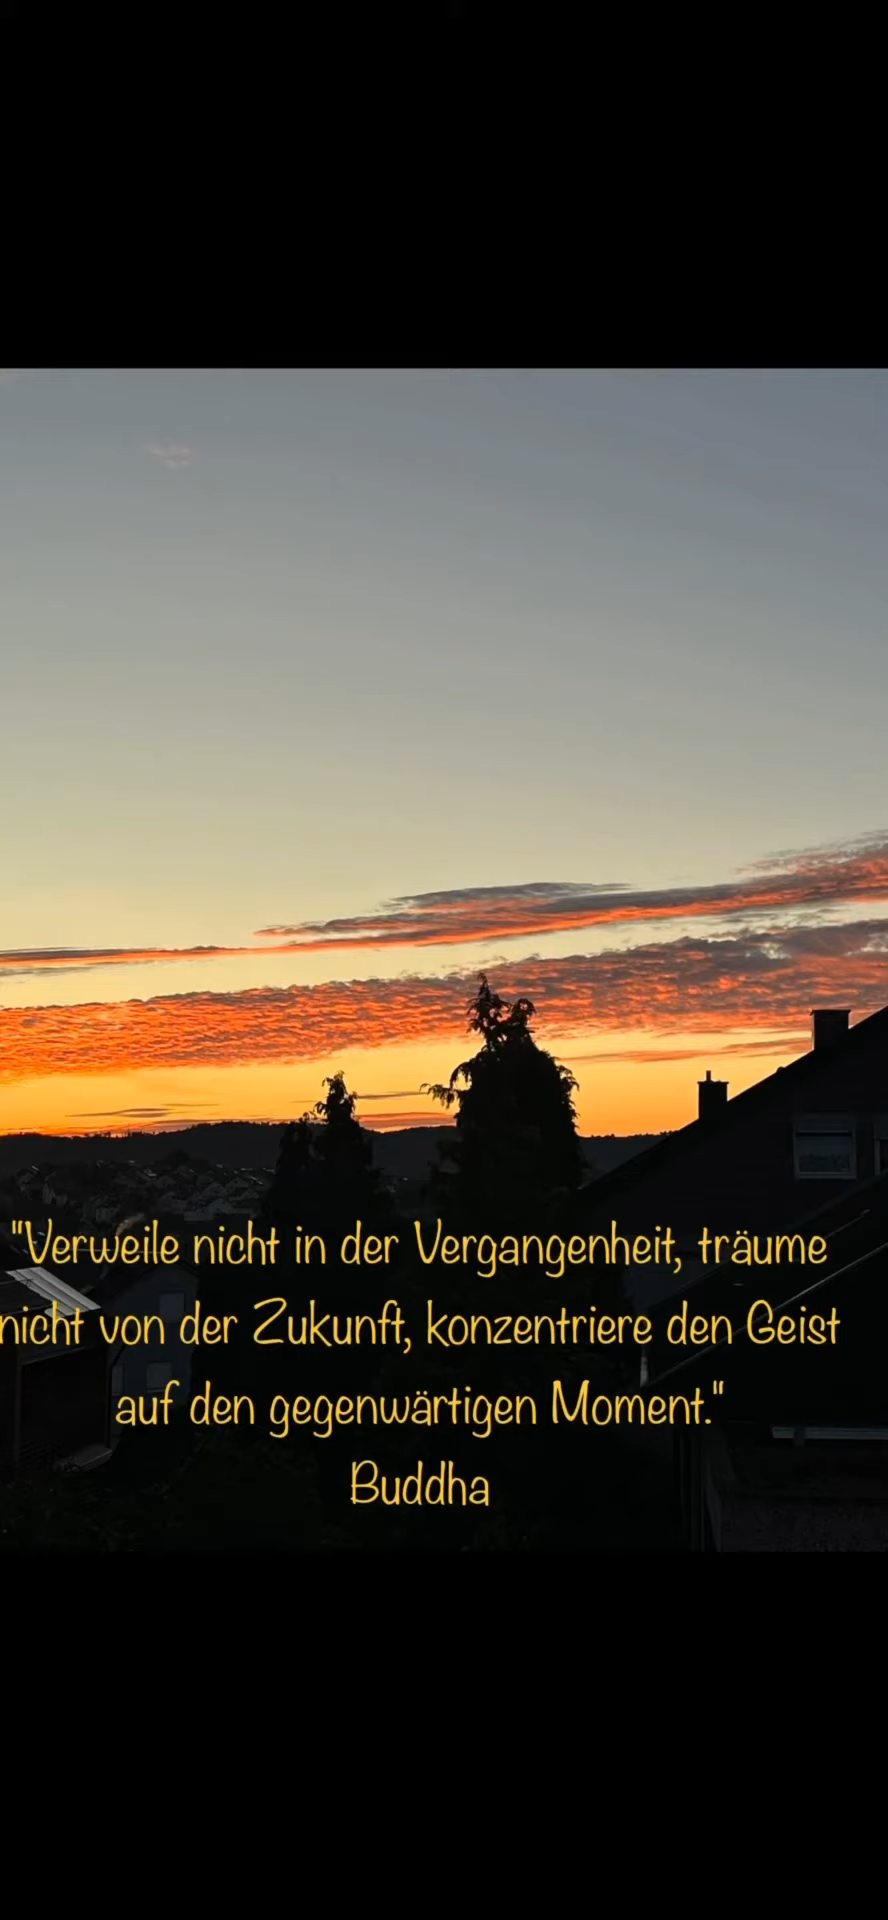 "Verweile nicht in der Vergangenheit, träume
nicht von der Zukunft, konzentriere den Geist
auf den gegenwärtigen Moment."
Buddha